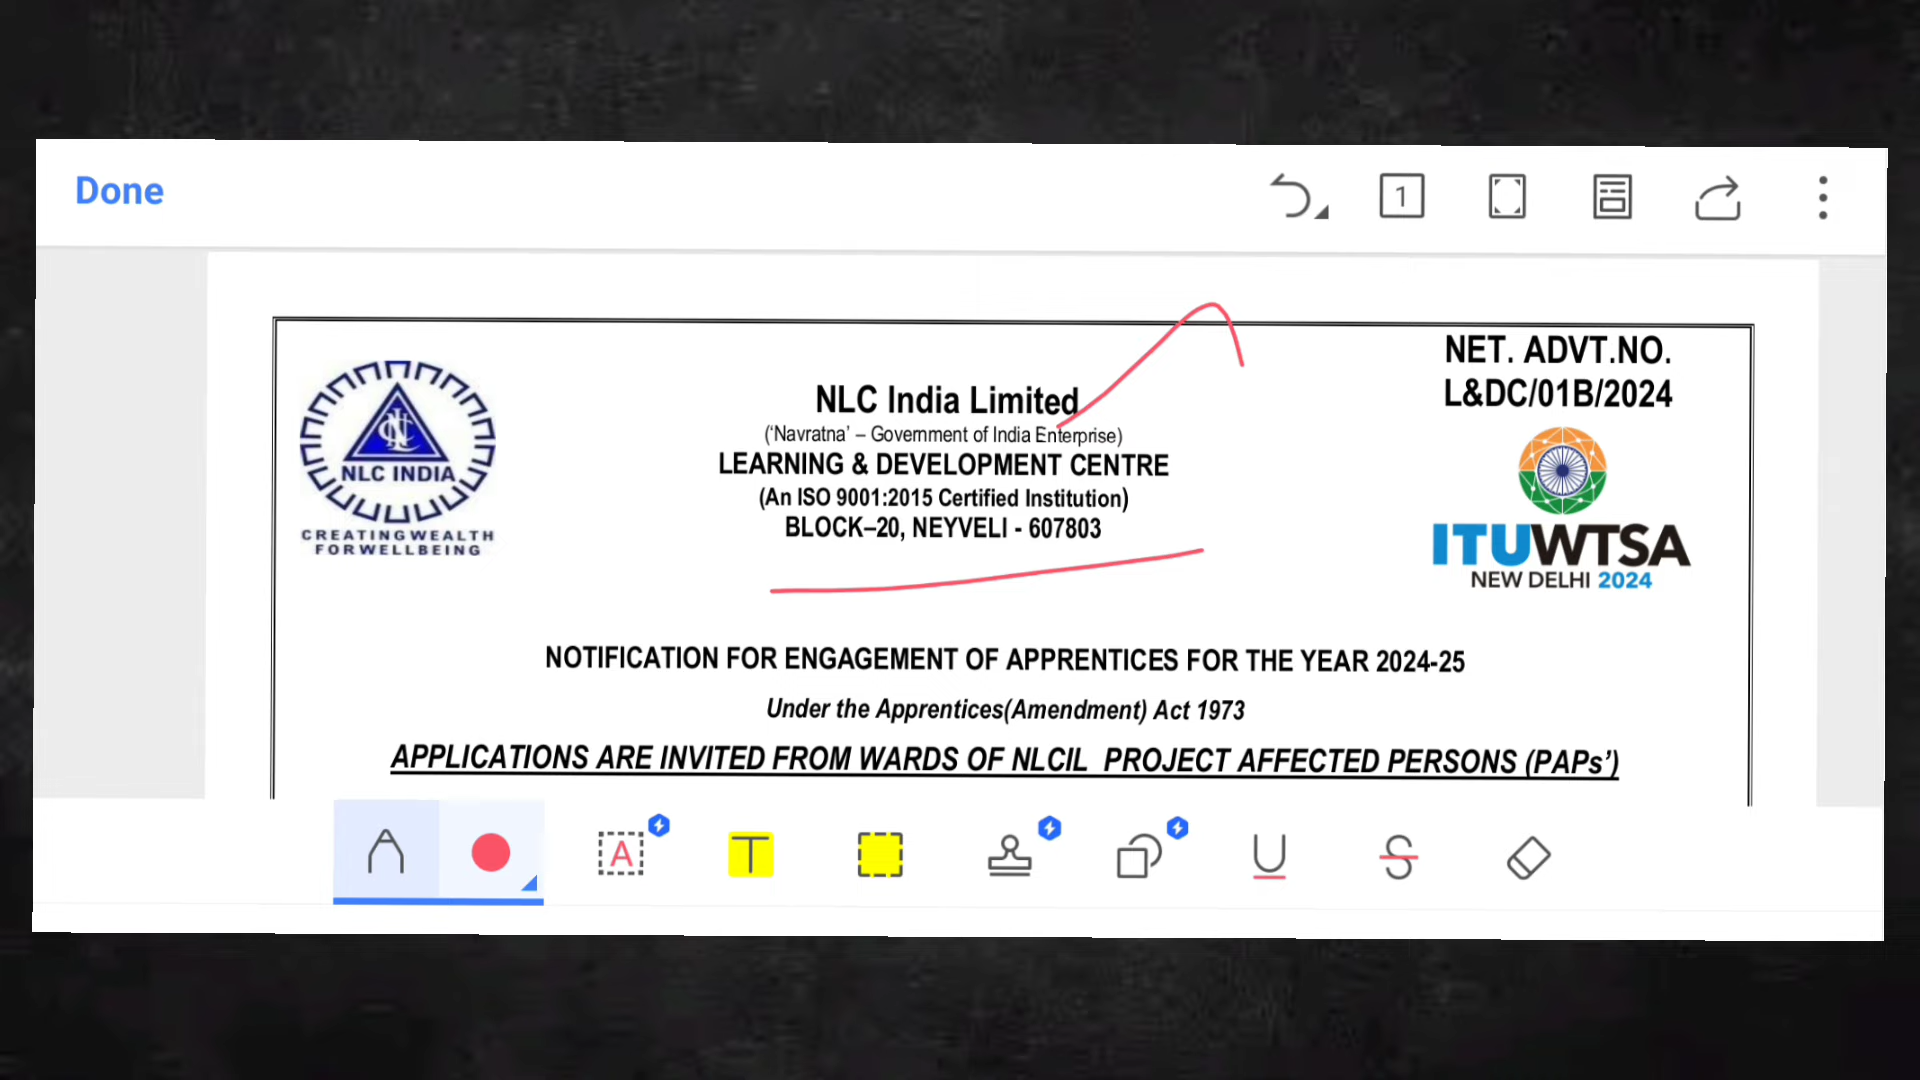 Done
1
NET. ADVT.NO.
L&DC/01B/2024
NLC India Limited
(‘Navratna’ – Government of India Enterprise)
LEARNING & DEVELOPMENT CENTRE
(An ISO 9001:2015 Certified Institution)
BLOCK–20, NEYVELI - 607803
NLC INDIA
CREATING WEALTH
FOR WELLBEING
ITUWTSA
NEW DELHI 2024
NOTIFICATION FOR ENGAGEMENT OF APPRENTICES FOR THE YEAR 2024-25
Under the Apprentices(Amendment) Act 1973
APPLICATIONS ARE INVITED FROM WARDS OF NLCIL PROJECT AFFECTED PERSONS (PAPs’)
A
T
U
S